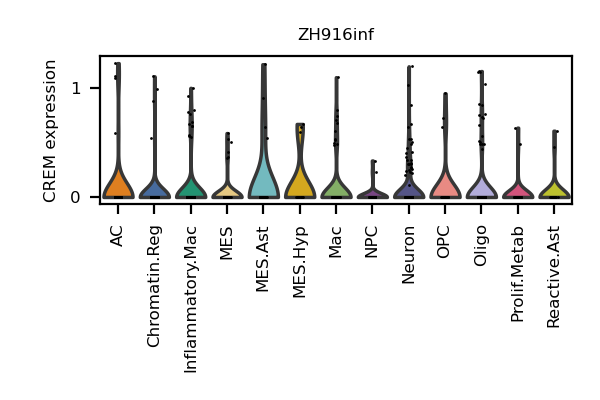 ZH916inf
CREM expression
1
0
AC
Chromatin.Reg
Inflammatory.Mac
MES
MES.Ast
MES.Hyp
Mac
NPC
Neuron
OPC
Oligo
Prolif.Metab
Reactive.Ast